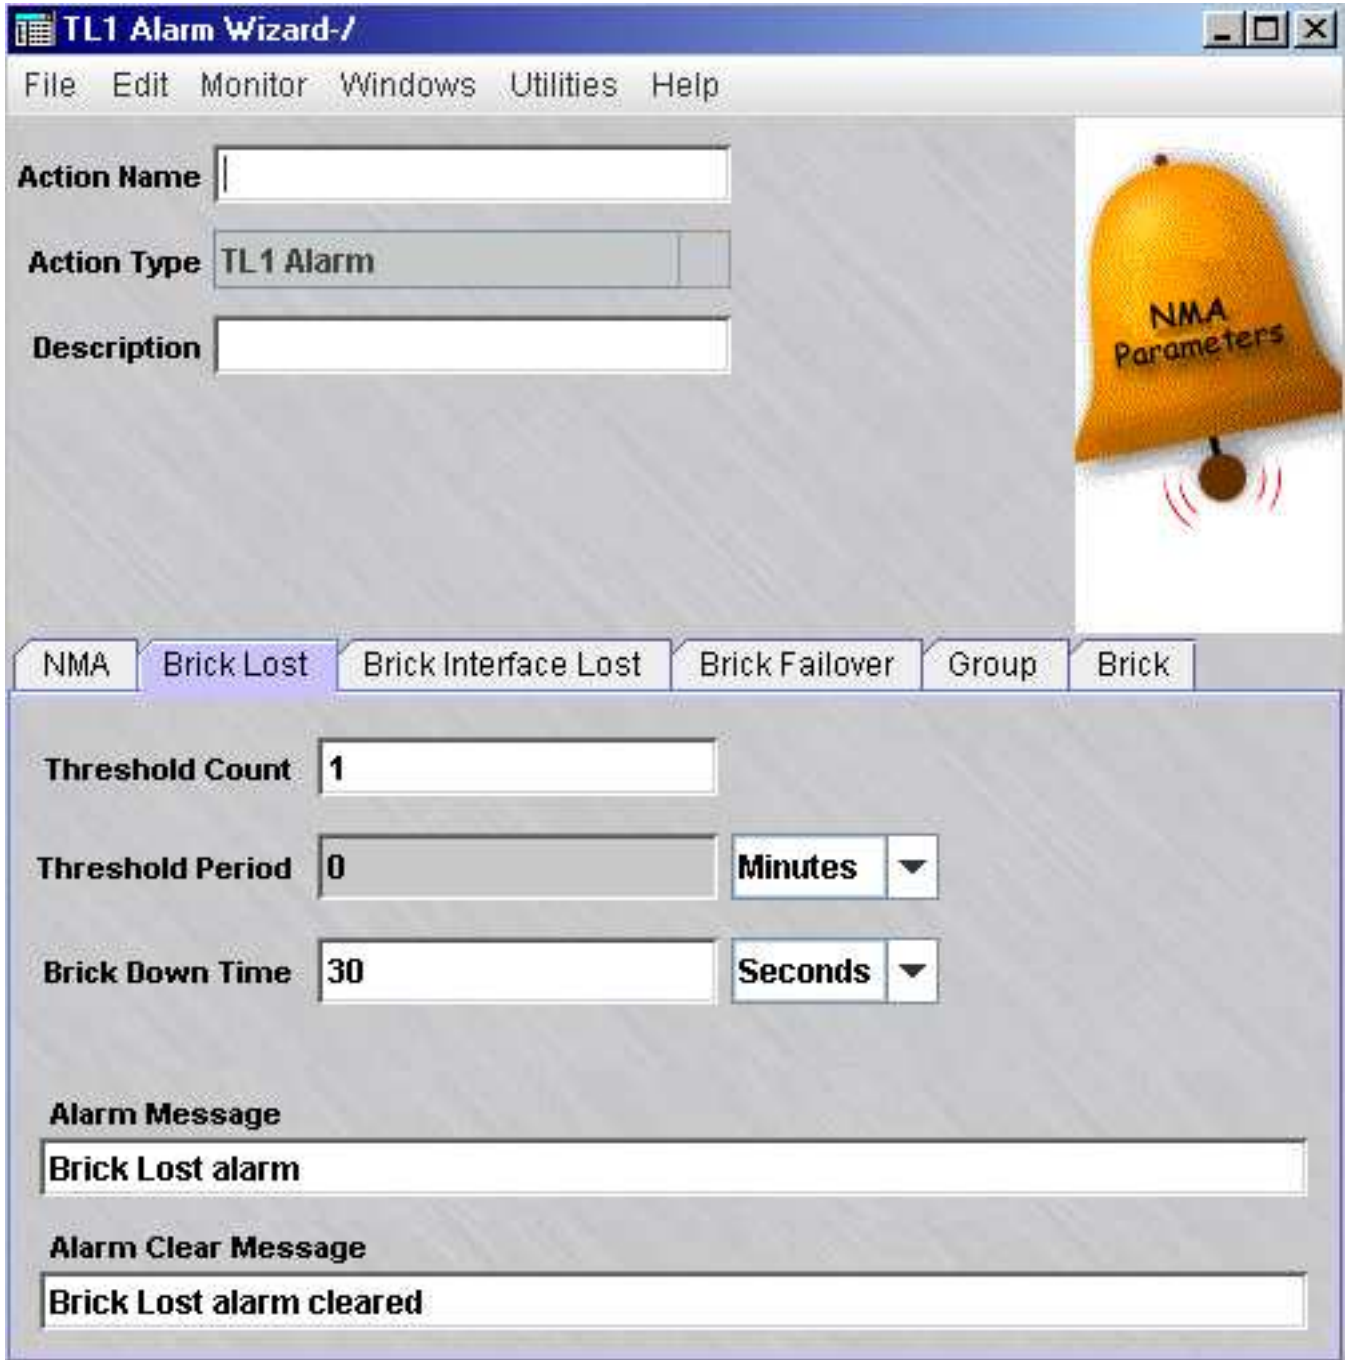 TL1 Alarm Wizard-/
File Edit Monitor Windows Utilities Help
Action Name
Action Type TL1 Alarm
Description
NMA
Parameters
NMA Brick Lost Brick Interface Lost Brick Failover Group Brick
Threshold Count 1
Threshold Period 0 Minutes
Brick Down Time 30 Seconds
Alarm Message
Brick Lost alarm
Alarm Clear Message
Brick Lost alarm cleared